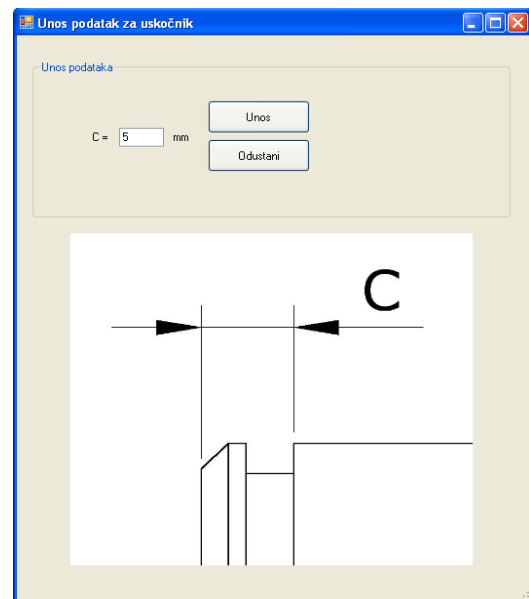 Unos podatak za uskočnik
Unos podataka
C = 5 mm
Unos
Odustani
C